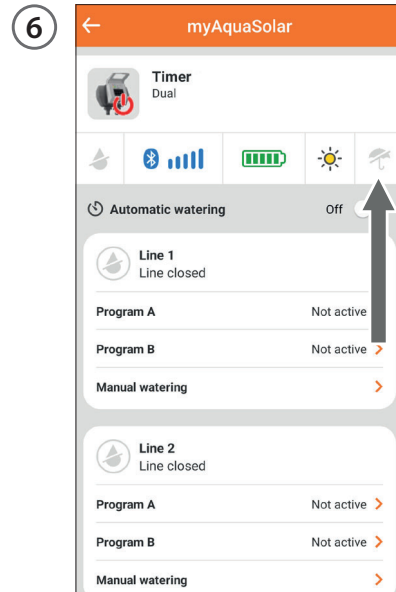 6
myAquaSolar
Timer
Dual
Automatic watering Off
Line 1
Line closed
Program A Not active
Program B Not active
Manual watering
Line 2
Line closed
Program A Not active
Program B Not active
Manual watering